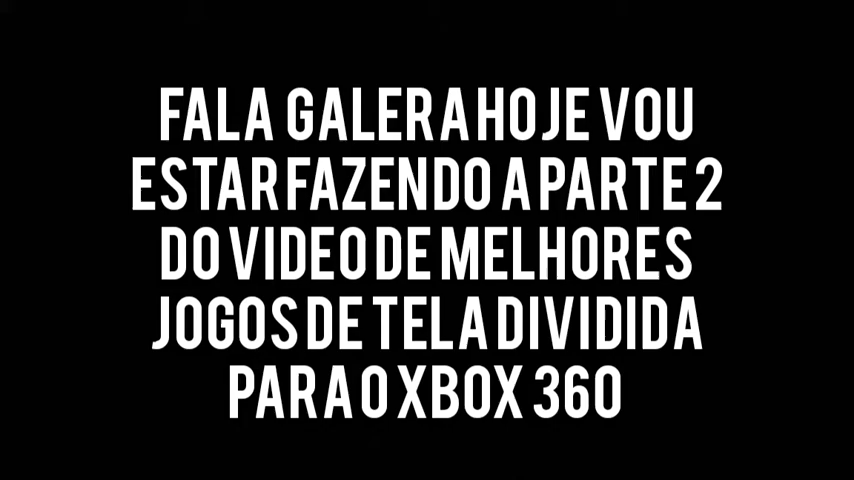 FALA GALERA HOJE VOU
ESTAR FAZENDO A PARTE 2
DO VIDEO DE MELHORES
JOGOS DE TELA DIVIDIDA
PARA O XBOX 360